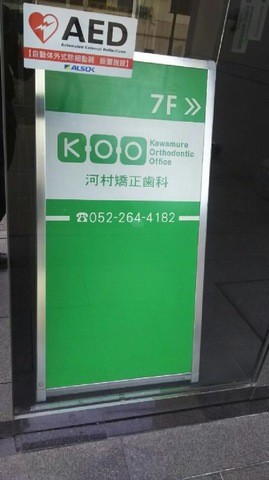 AED
Automated External Defibrillator
【自動体外式除細動器 設置施設】
ALSOK
7F >>
K-O-O
Kawamura
Orthodontic
Office
河村矯正歯科
☎052-264-4182